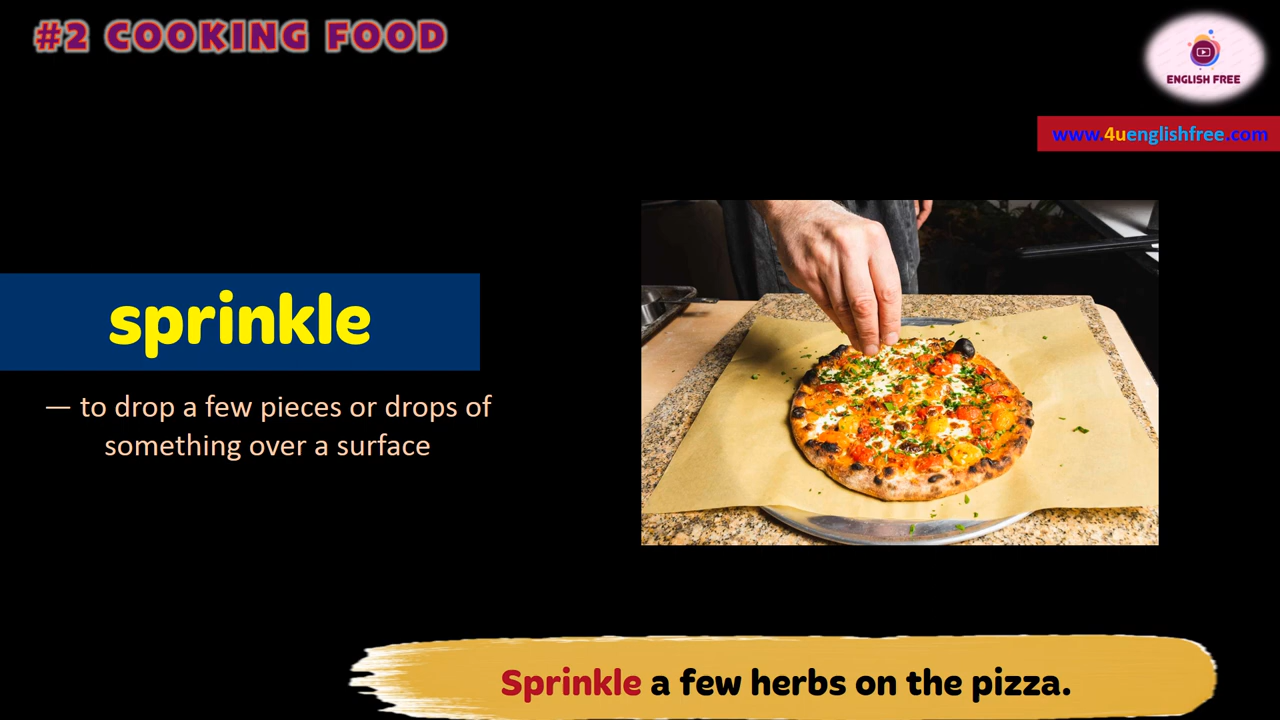 #2 COOKING FOOD
ENGLISH FREE
www.4uenglishfree.com
sprinkle
— to drop a few pieces or drops of
something over a surface
Sprinkle a few herbs on the pizza.